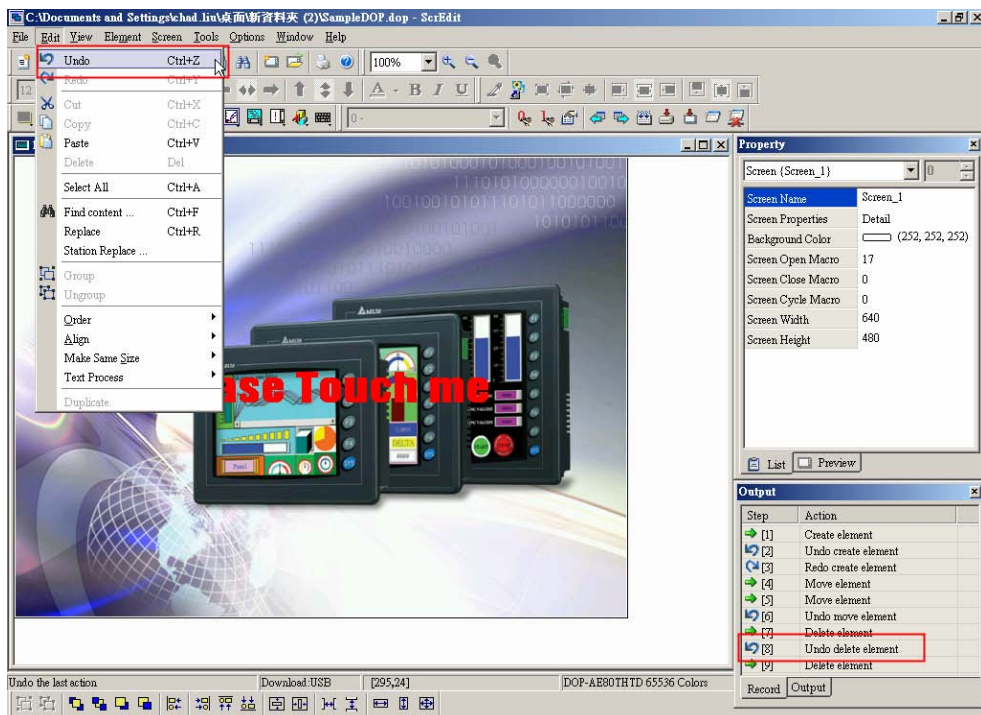 C:\Documents and Settings\chad.liu\桌面\新資料夾 (2)\SampleDOP.dop - ScrEdit
File Edit View Element Screen Tools Options Window Help
Undo Ctrl+Z
100%
Redo Ctrl+Y
12
A - B I U
Cut Ctrl+X
Copy Ctrl+C
0 -
Paste Ctrl+V
Delete Del
Select All Ctrl+A
Find content ... Ctrl+F
Replace Ctrl+R
Station Replace ...
Group
Ungroup
Order
Align
Make Same Size
Text Process
Duplicate
ase Touch me
DELTA
Property
Screen {Screen_1} 0
Screen Name Screen_1
Screen Properties Detail
Background Color (252, 252, 252)
Screen Open Macro 17
Screen Close Macro 0
Screen Cycle Macro 0
Screen Width 640
Screen Height 480
List Preview
Output
Step Action
[1] Create element
[2] Undo create element
[3] Redo create element
[4] Move element
[5] Move element
[6] Undo move element
[7] Delete element
[8] Undo delete element
[9] Delete element
Record Output
Undo the last action Download:USB [295,24] DOP-AE80THTD 65536 Colors